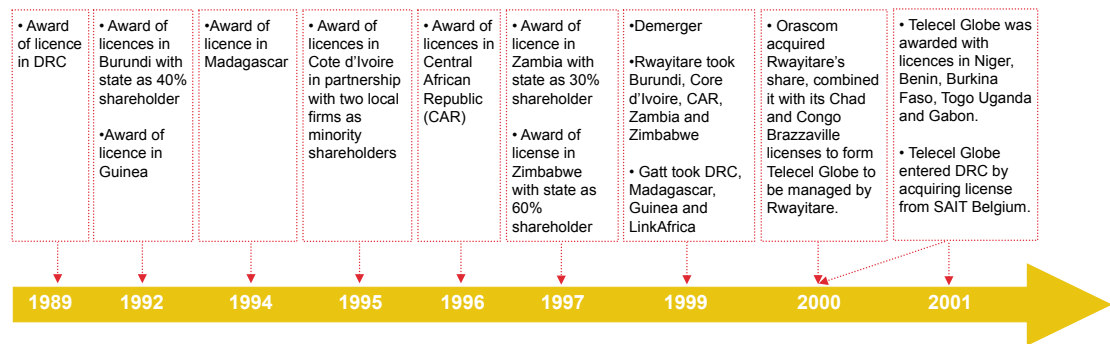 • Award
of licence
in DRC
• Award of
licences in
Burundi with
state as 40%
shareholder
•Award of
licence in
Guinea
•Award of
licence in
Madagascar
• Award of
licences in
Cote d’Ivoire
in partnership
with two local
firms as
minority
shareholders
• Award of
licences in
Central
African
Republic
(CAR)
• Award of
licence in
Zambia with
state as 30%
shareholder
• Award of
license in
Zimbabwe
with state as
60%
shareholder
•Demerger
•Rwayitare took
Burundi, Core
d’Ivoire, CAR,
Zambia and
Zimbabwe
• Gatt took DRC,
Madagascar,
Guinea and
LinkAfrica
• Orascom
acquired
Rwayitare’s
share, combined
it with its Chad
and Congo
Brazzaville
licenses to form
Telecel Globe to
be managed by
Rwayitare.
• Telecel Globe was
awarded with
licences in Niger,
Benin, Burkina
Faso, Togo Uganda
and Gabon.
• Telecel Globe
entered DRC by
acquiring license
from SAIT Belgium.
1989 1992 1994 1995 1996 1997 1999 2000 2001